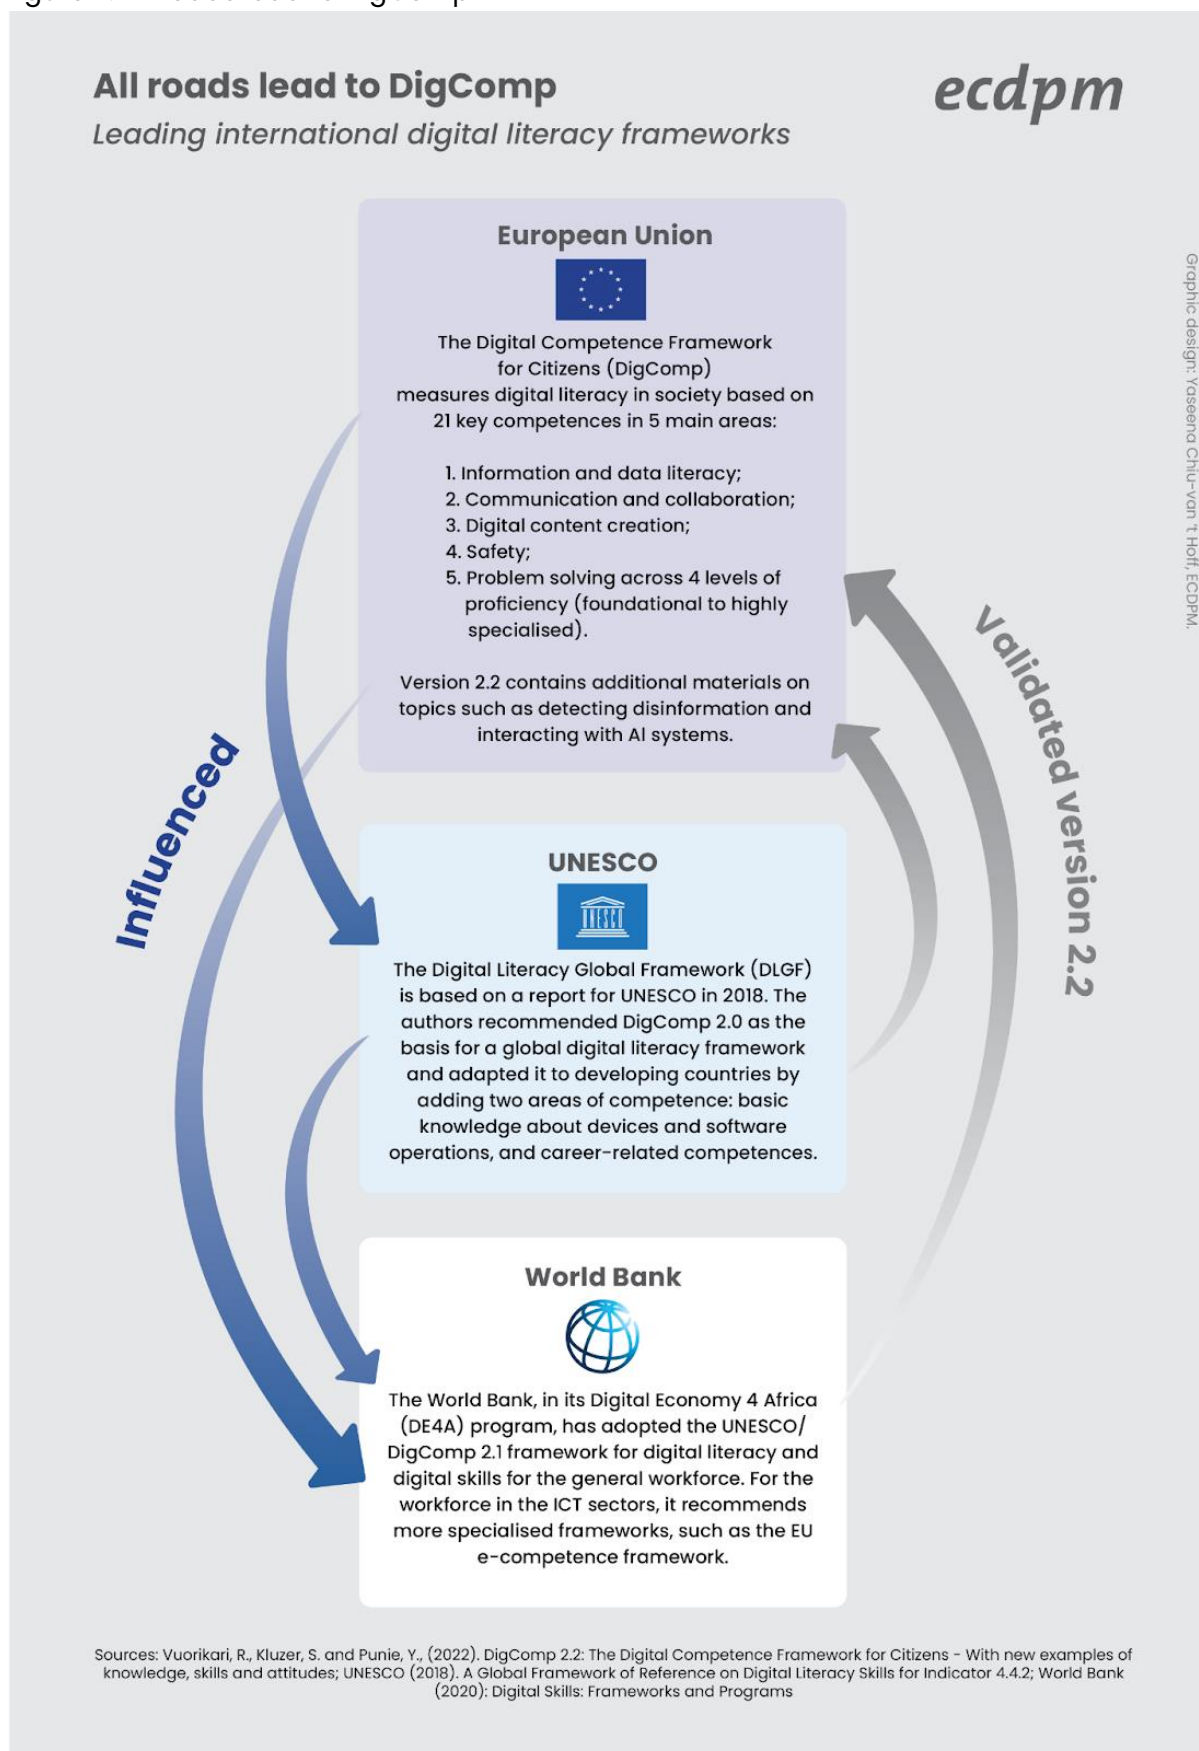 All roads lead to DigComp
Leading international digital literacy frameworks
ecdpm
European Union
The Digital Competence Framework
for Citizens (DigComp)
measures digital literacy in society based on
21 key competences in 5 main areas:
1. Information and data literacy;
2. Communication and collaboration;
3. Digital content creation;
4. Safety;
5. Problem solving across 4 levels of
proficiency (foundational to highly
specialised).
Version 2.2 contains additional materials on
topics such as detecting disinformation and
interacting with AI systems.
Influenced
Validated version 2.2
UNESCO
UNESCO
The Digital Literacy Global Framework (DLGF)
is based on a report for UNESCO in 2018. The
authors recommended DigComp 2.0 as the
basis for a global digital literacy framework
and adapted it to developing countries by
adding two areas of competence: basic
knowledge about devices and software
operations, and career-related competences.
World Bank
The World Bank, in its Digital Economy 4 Africa
(DE4A) program, has adopted the UNESCO/
DigComp 2.1 framework for digital literacy and
digital skills for the general workforce. For the
workforce in the ICT sectors, it recommends
more specialised frameworks, such as the EU
e-competence framework.
Graphic design: Yaseena Chiu-van 't Hoff, ECDPM.
Sources: Vuorikari, R., Kluzer, S. and Punie, Y., (2022). DigComp 2.2: The Digital Competence Framework for Citizens - With new examples of
knowledge, skills and attitudes; UNESCO (2018). A Global Framework of Reference on Digital Literacy Skills for Indicator 4.4.2; World Bank
(2020): Digital Skills: Frameworks and Programs